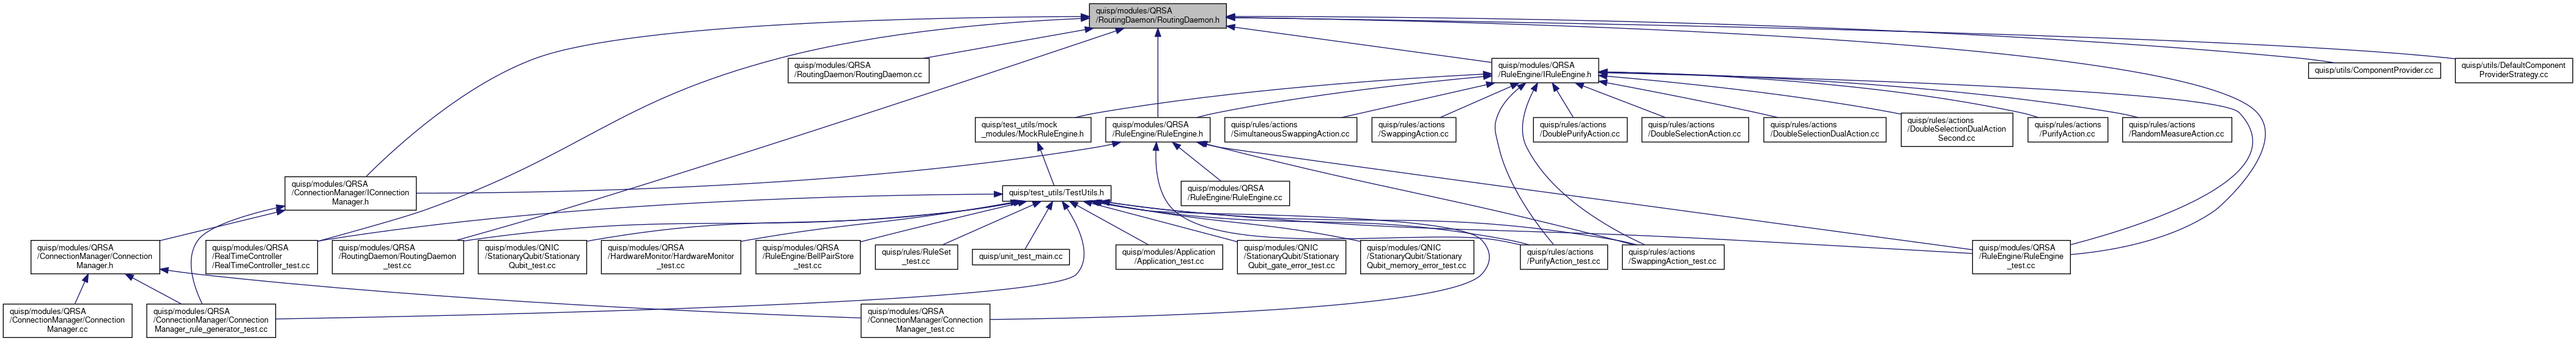 quisp/modules/QRSA
/RoutingDaemon/RoutingDaemon.h
quisp/modules/QRSA
/RoutingDaemon/RoutingDaemon.cc
quisp/modules/QRSA
/RuleEngine/IRuleEngine.h
quisp/utils/ComponentProvider.cc
quisp/utils/DefaultComponent
ProviderStrategy.cc
quisp/test_utils/mock
_modules/MockRuleEngine.h
quisp/modules/QRSA
/RuleEngine/RuleEngine.h
quisp/rules/actions
/SimultaneousSwappingAction.cc
quisp/rules/actions
/SwappingAction.cc
quisp/rules/actions
/DoublePurifyAction.cc
quisp/rules/actions
/DoubleSelectionAction.cc
quisp/rules/actions
/DoubleSelectionDualAction.cc
quisp/rules/actions
/DoubleSelectionDualAction
Second.cc
quisp/rules/actions
/PurifyAction.cc
quisp/rules/actions
/RandomMeasureAction.cc
quisp/modules/QRSA
/ConnectionManager/IConnection
Manager.h
quisp/test_utils/TestUtils.h
quisp/modules/QRSA
/RuleEngine/RuleEngine.cc
quisp/modules/QRSA
/ConnectionManager/Connection
Manager.h
quisp/modules/QRSA
/RealTimeController
/RealTimeController_test.cc
quisp/modules/QRSA
/RoutingDaemon/RoutingDaemon
_test.cc
quisp/modules/QNIC
/StationaryQubit/Stationary
Qubit_test.cc
quisp/modules/QRSA
/HardwareMonitor/HardwareMonitor
_test.cc
quisp/modules/QRSA
/RuleEngine/BellPairStore
_test.cc
quisp/rules/RuleSet
_test.cc
quisp/unit_test_main.cc
quisp/modules/Application
/Application_test.cc
quisp/modules/QNIC
/StationaryQubit/Stationary
Qubit_gate_error_test.cc
quisp/modules/QNIC
/StationaryQubit/Stationary
Qubit_memory_error_test.cc
quisp/rules/actions
/PurifyAction_test.cc
quisp/rules/actions
/SwappingAction_test.cc
quisp/modules/QRSA
/RuleEngine/RuleEngine
_test.cc
quisp/modules/QRSA
/ConnectionManager/Connection
Manager.cc
quisp/modules/QRSA
/ConnectionManager/Connection
Manager_rule_generator_test.cc
quisp/modules/QRSA
/ConnectionManager/Connection
Manager_test.cc